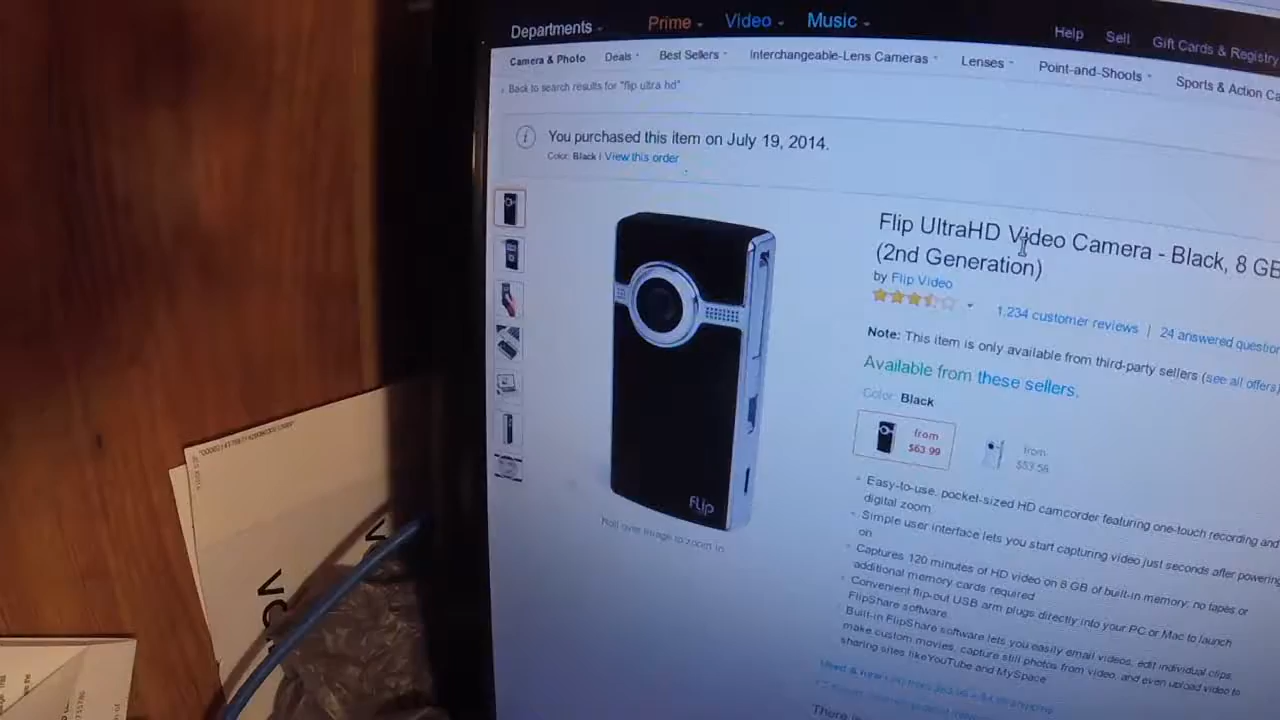 Departments Prime Video Music Help Sell Gift Cards & Registry
Camera & Photo Deals Best Sellers Interchangeable-Lens Cameras Lenses Point-and-Shoots Sports & Action Ca
‹ Back to search results for "flip ultra hd"
i You purchased this item on July 19, 2014.
Color: Black | View this order
Flip UltraHD Video Camera - Black, 8 GB
(2nd Generation)
by Flip Video
1,234 customer reviews | 24 answered question
Note: This item is only available from third-party sellers (see all offers)
Available from these sellers.
Color: Black
from
$63.99
from
$53.56
Easy-to-use, pocket-sized HD camcorder featuring one-touch recording and
digital zoom
Simple user interface lets you start capturing video just seconds after powering
on
Captures 120 minutes of HD video on 8 GB of built-in memory; no tapes or
additional memory cards required
Convenient flip-out USB arm plugs directly into your PC or Mac to launch
FlipShare software
Built-in FlipShare software lets you easily email videos, edit individual clips,
make custom movies, capture still photos from video, and even upload video to
sharing sites likeYouTube and MySpace
flip
Roll over image to zoom in